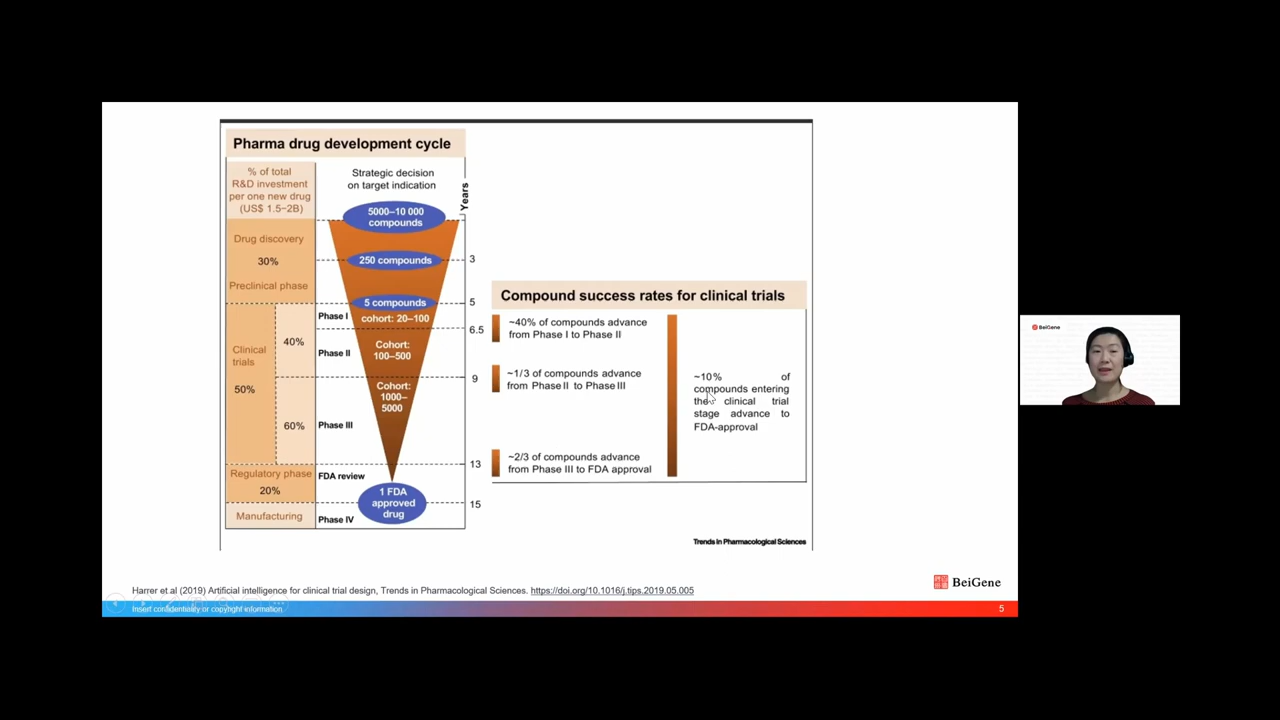 Pharma drug development cycle
% of total
R&D investment
per one new drug
(US$ 1.5−2B)
Strategic decision
on target indication
Years
5000–10 000
compounds
Drug discovery
30%
250 compounds
3
Preclinical phase
5 compounds
5
Phase I
cohort: 20–100
6.5
Clinical
trials
50%
40%
Phase II
Cohort:
100–500
9
60%
Phase III
Cohort:
1000–
5000
13
Regulatory phase
20%
FDA review
1 FDA
approved
drug
15
Manufacturing
Phase IV
Compound success rates for clinical trials
~40% of compounds advance
from Phase I to Phase II
~1/3 of compounds advance
from Phase II to Phase III
~2/3 of compounds advance
from Phase III to FDA approval
~10% of
compounds entering
the clinical trial
stage advance to
FDA-approval
Trends in Pharmacological Sciences
Harrer et al (2019) Artificial intelligence for clinical trial design, Trends in Pharmacological Sciences. https://doi.org/10.1016/j.tips.2019.05.005
BeiGene
Insert confidentiality or copyright information
5
BeiGene